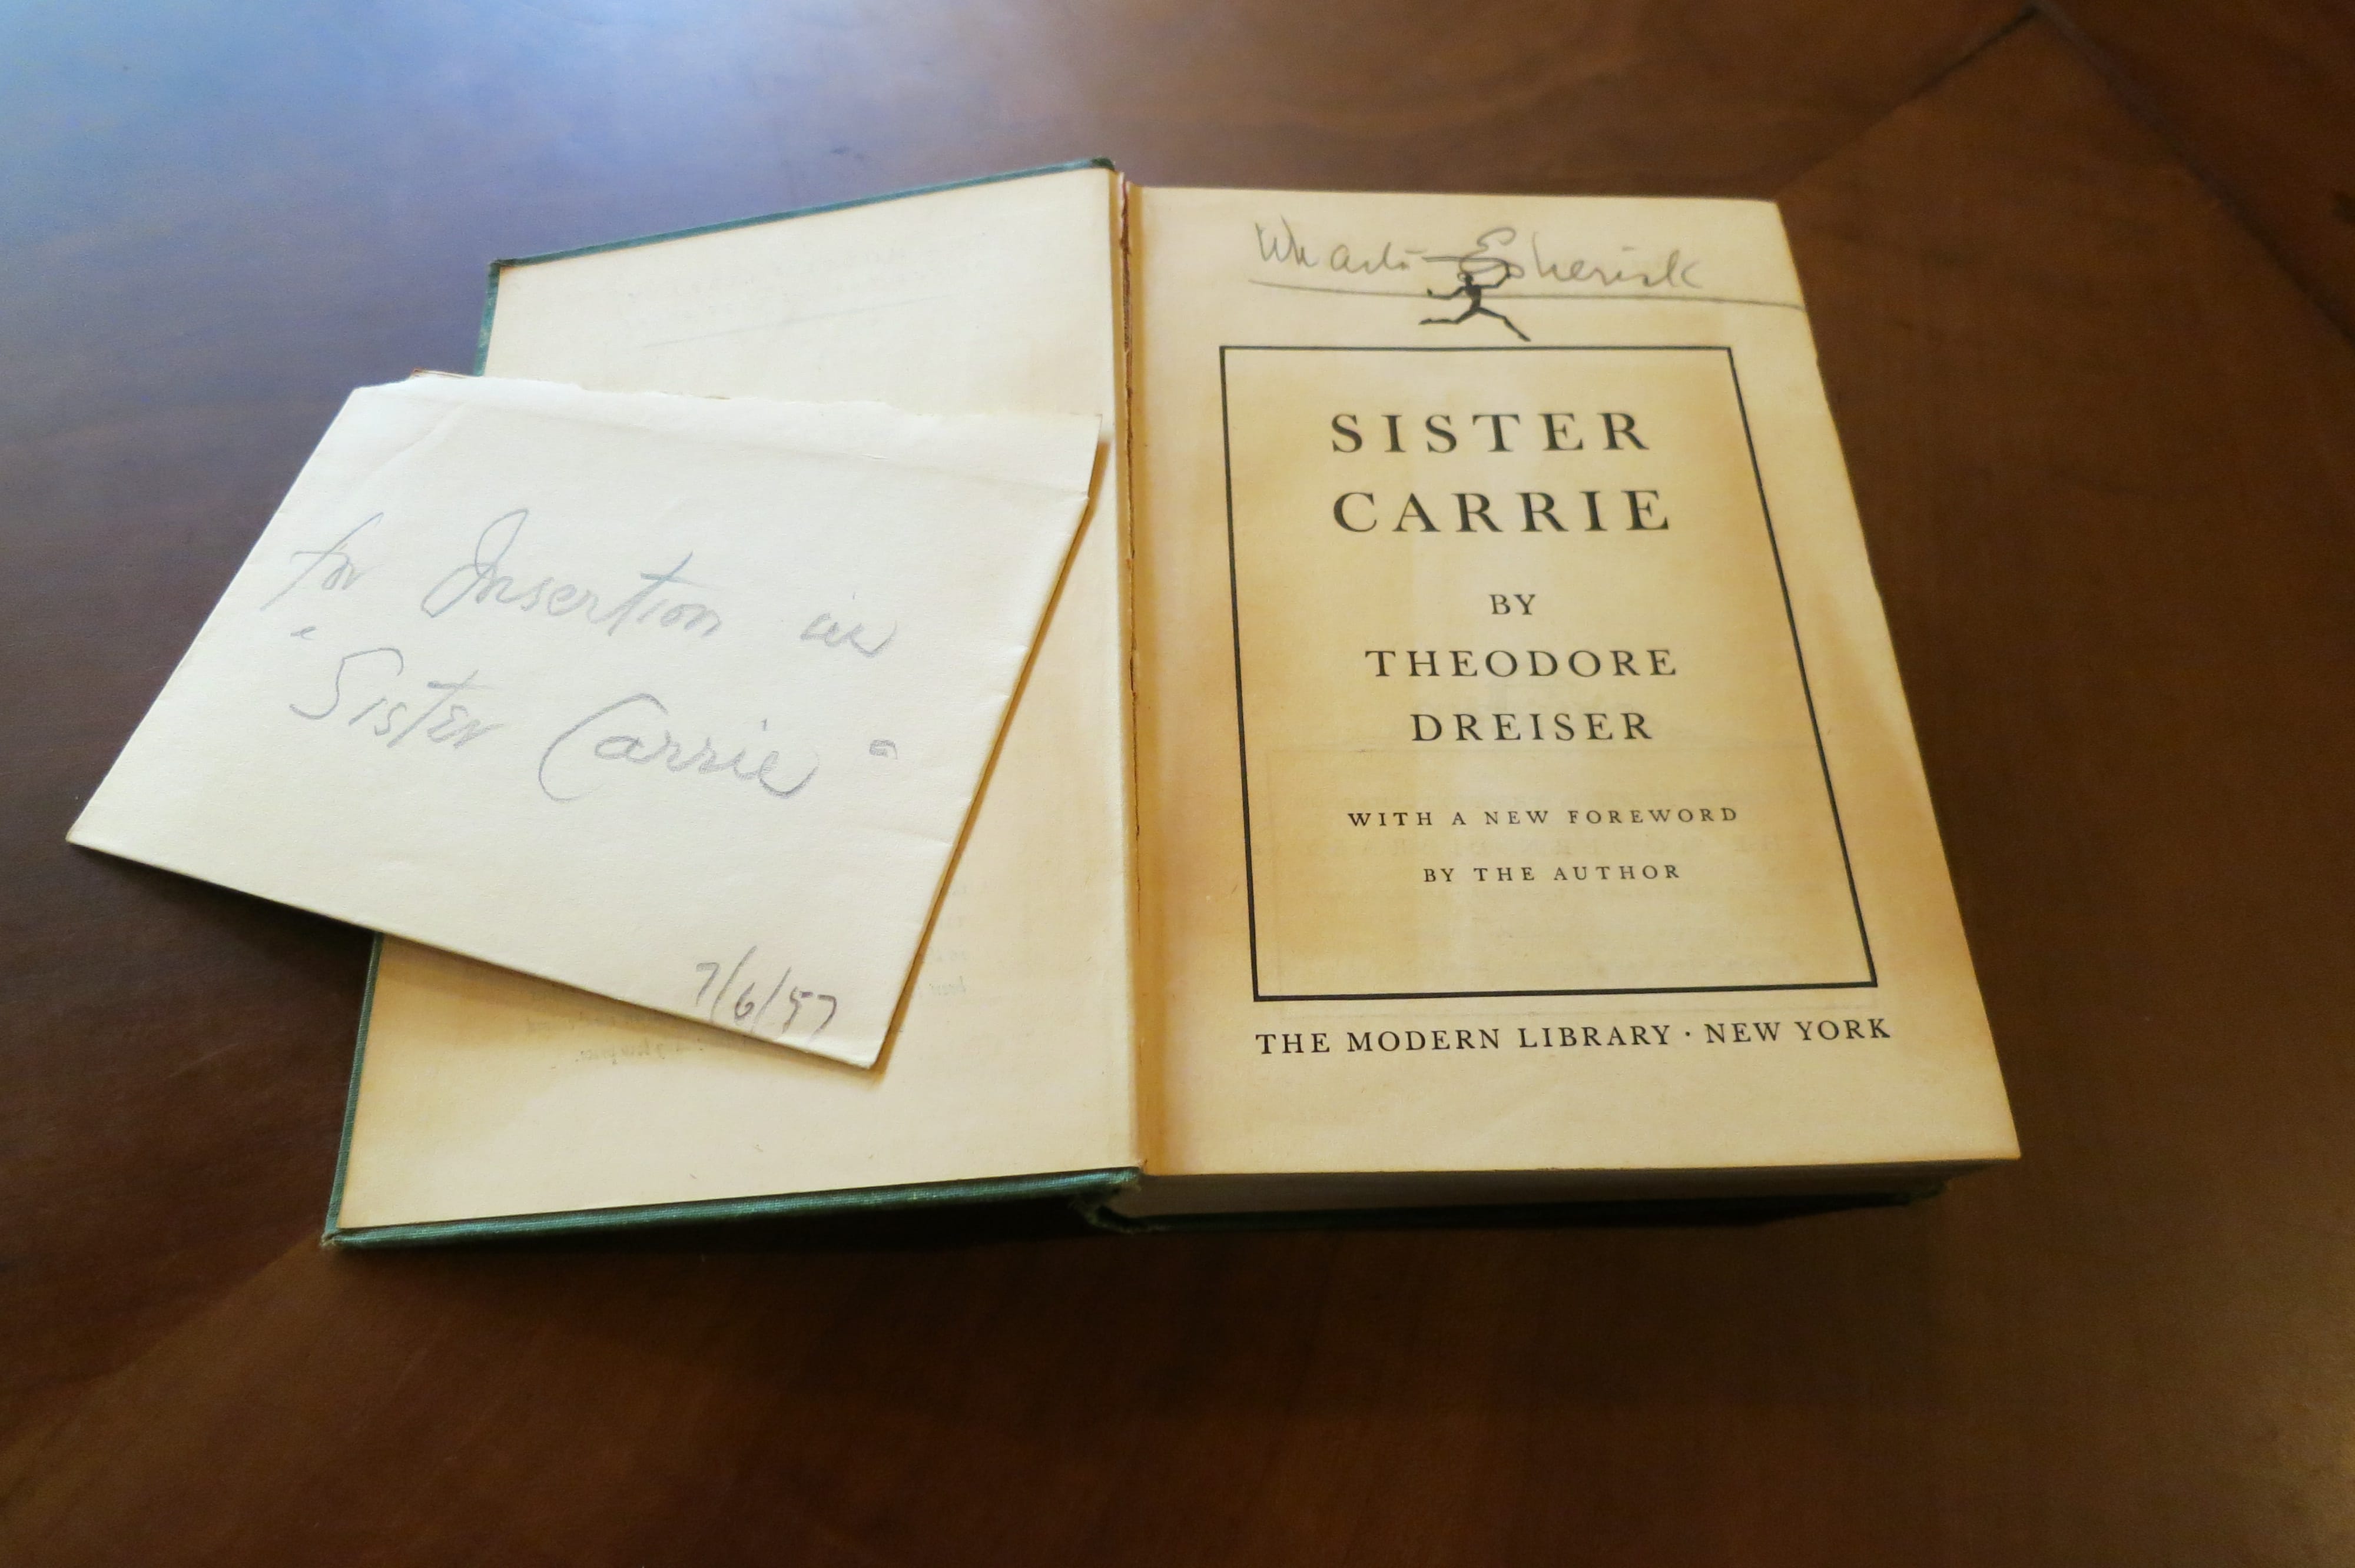 for Insertion in
"Sister Carrie"
7/6/57
Wharton Esherick
SISTER
CARRIE
BY
THEODORE
DREISER
WITH A NEW FOREWORD
BY THE AUTHOR
THE MODERN LIBRARY · NEW YORK